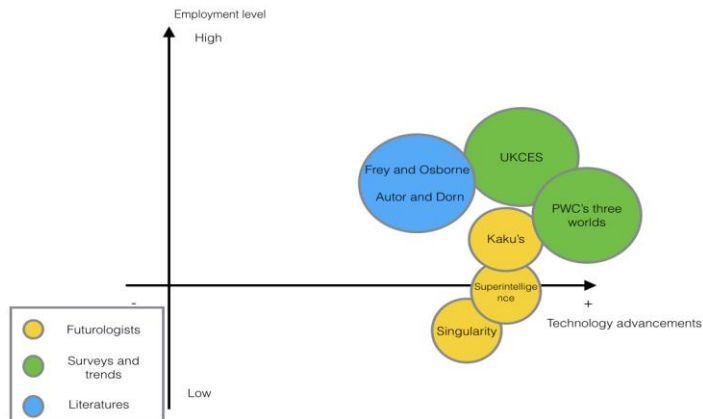 Employment level
High
UKCES
Frey and Osborne
Autor and Dorn
PWC's three
worlds
Kaku's
Superintellige
nce
-
+
Singularity
Technology advancements
Low
Futurologists
Surveys and
trends
Literatures